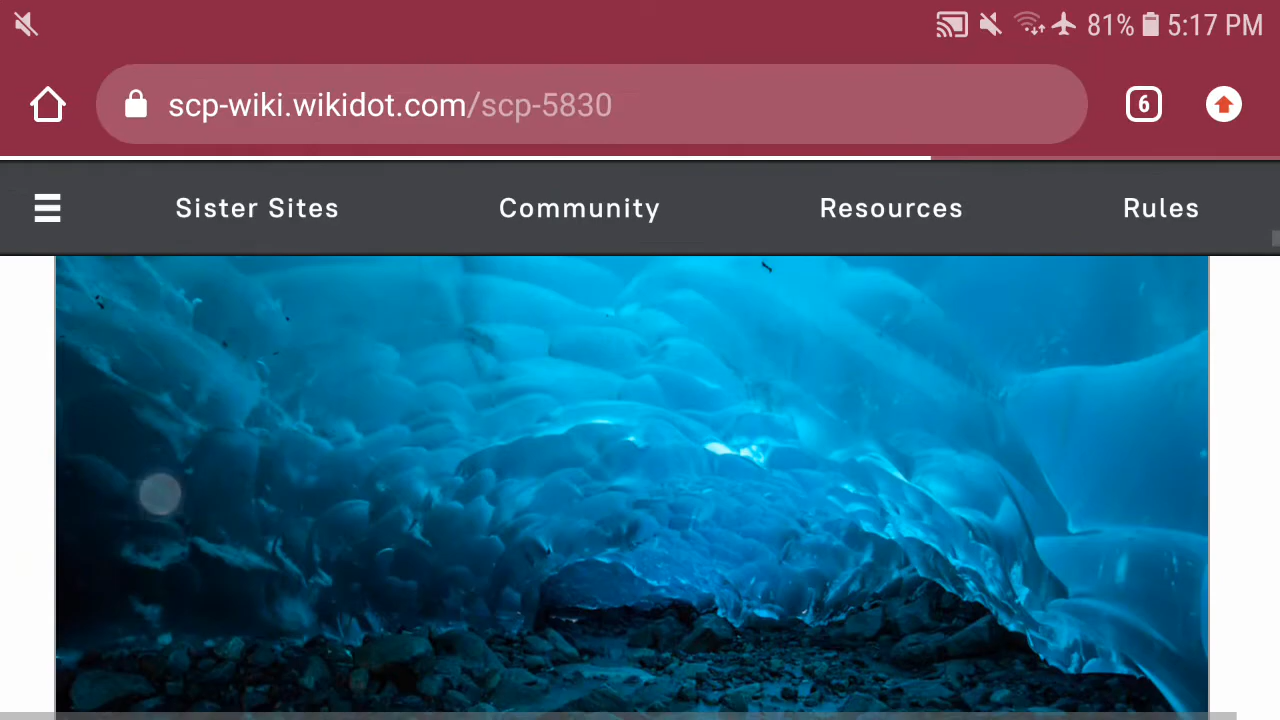 81% 5:17 PM
scp-wiki.wikidot.com/scp-5830 6
Sister Sites Community Resources Rules